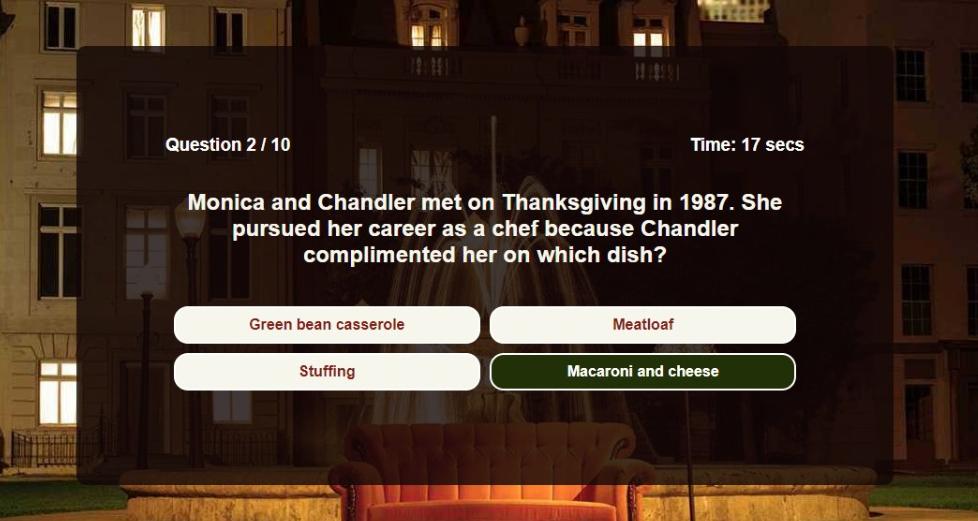 Question 2 / 10
Time: 17 secs
Monica and Chandler met on Thanksgiving in 1987. She
pursued her career as a chef because Chandler
complimented her on which dish?
Green bean casserole
Meatloaf
Stuffing
Macaroni and cheese